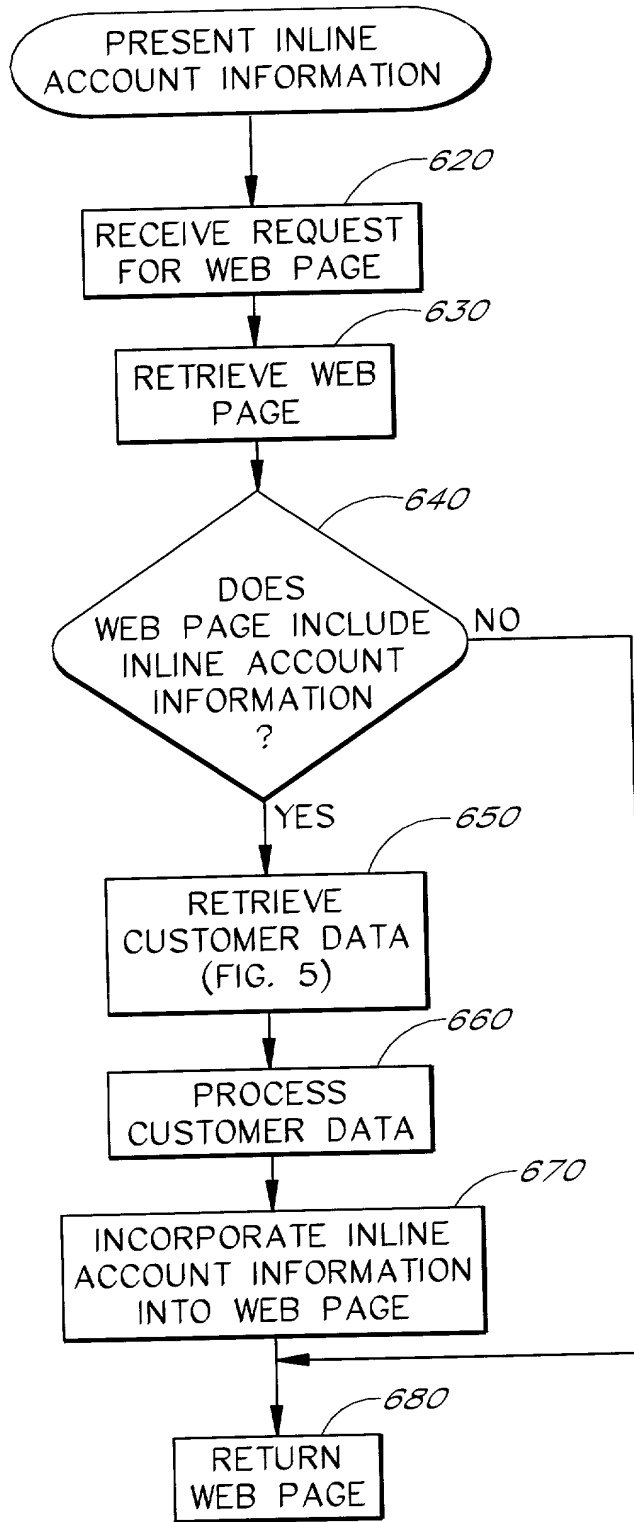 PRESENT INLINE
ACCOUNT INFORMATION
620
RECEIVE REQUEST
FOR WEB PAGE
630
RETRIEVE WEB
PAGE
640
DOES
WEB PAGE INCLUDE
INLINE ACCOUNT
INFORMATION
?
NO
YES
650
RETRIEVE
CUSTOMER DATA
(FIG. 5)
660
PROCESS
CUSTOMER DATA
670
INCORPORATE INLINE
ACCOUNT INFORMATION
INTO WEB PAGE
680
RETURN
WEB PAGE